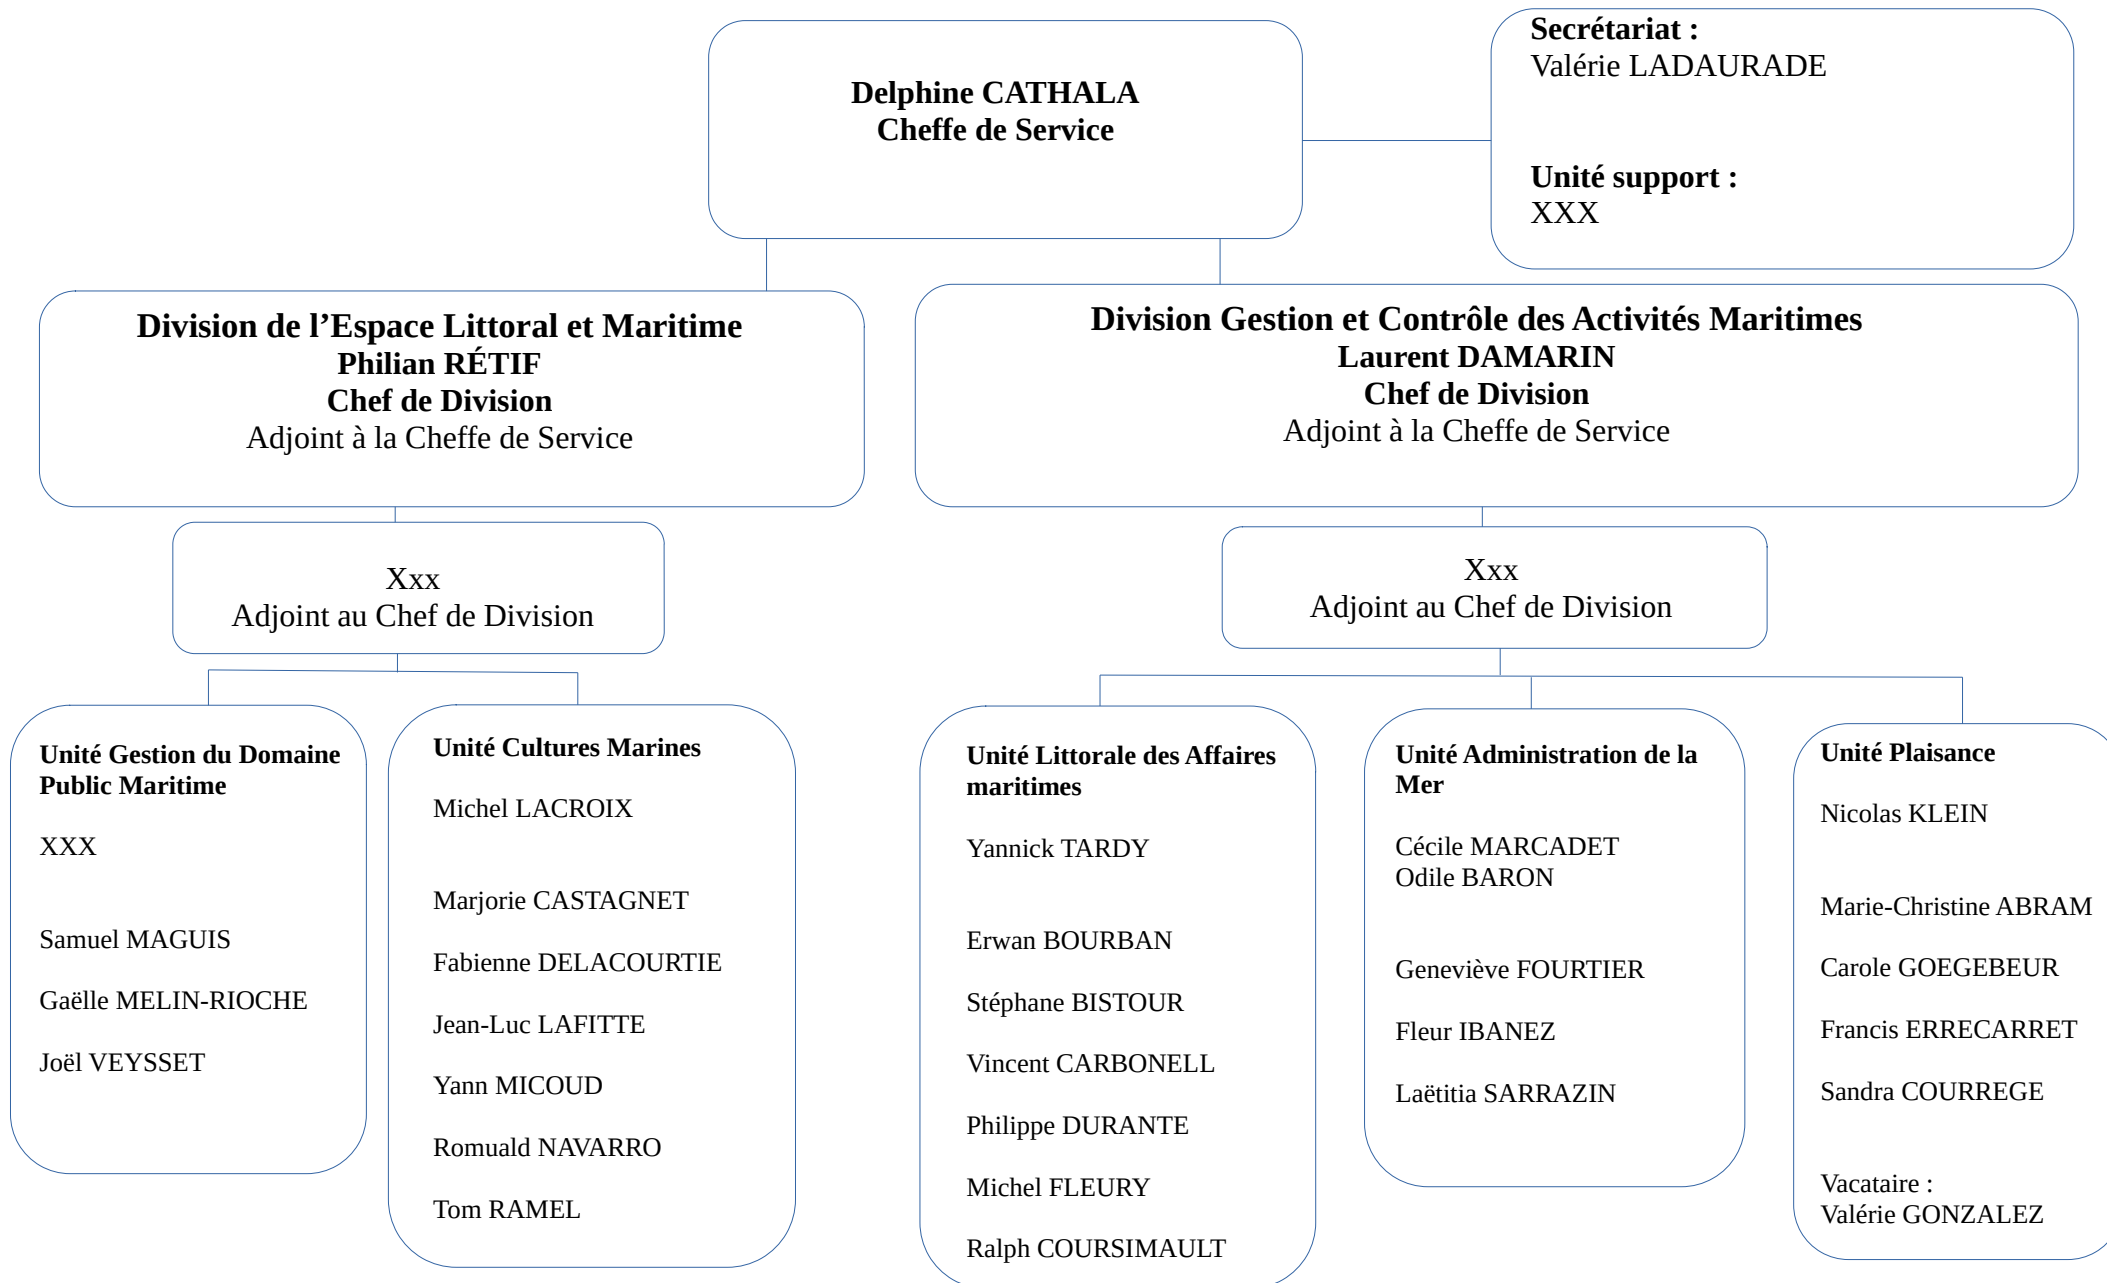 Delphine CATHALA
Cheffe de Service
Secrétariat :
Valérie LADAURADE
Unité support :
XXX
Division de l’Espace Littoral et Maritime
Philian RÉTIF
Chef de Division
Adjoint à la Cheffe de Service
Division Gestion et Contrôle des Activités Maritimes
Laurent DAMARIN
Chef de Division
Adjoint à la Cheffe de Service
Xxx
Adjoint au Chef de Division
Xxx
Adjoint au Chef de Division
Unité Gestion du Domaine
Public Maritime
XXX
Samuel MAGUIS
Gaëlle MELIN-RIOCHE
Joël VEYSSET
Unité Cultures Marines
Michel LACROIX
Marjorie CASTAGNET
Fabienne DELACOURTIE
Jean-Luc LAFITTE
Yann MICOUD
Romuald NAVARRO
Tom RAMEL
Unité Littorale des Affaires
maritimes
Yannick TARDY
Erwan BOURBAN
Stéphane BISTOUR
Vincent CARBONELL
Philippe DURANTE
Michel FLEURY
Ralph COURSIMAULT
Unité Administration de la
Mer
Cécile MARCADET
Odile BARON
Geneviève FOURTIER
Fleur IBANEZ
Laëtitia SARRAZIN
Unité Plaisance
Nicolas KLEIN
Marie-Christine ABRAM
Carole GOEGEBEUR
Francis ERRECARRET
Sandra COURREGE
Vacataire :
Valérie GONZALEZ